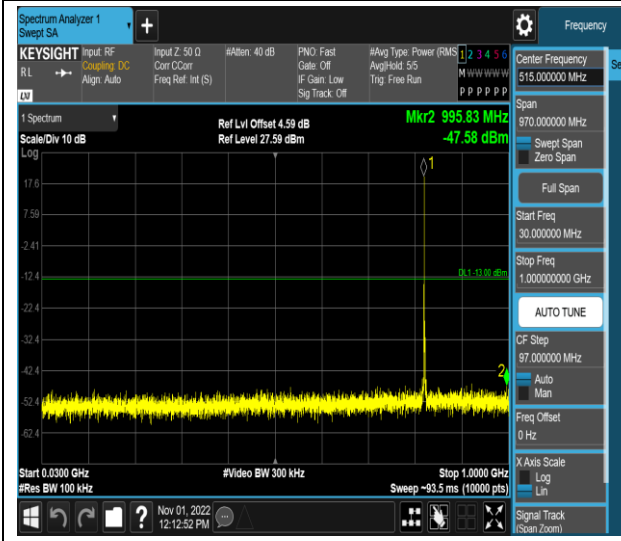 Spectrum Analyzer 1
Swept SA
Frequency
KEYSIGHT
RL
LXI
Input: RF
Coupling: DC
Align: Auto
Input Z: 50 Ω
Corr CCorr
Freq Ref: Int (S)
#Atten: 40 dB
PNO: Fast
Gate: Off
IF Gain: Low
Sig Track: Off
#Avg Type: Power (RMS
Avg|Hold: 5/5
Trig: Free Run
1 2 3 4 5 6
M W W W W W
P P P P P P
1 Spectrum
Scale/Div 10 dB
Ref Lvl Offset 4.59 dB
Ref Level 27.59 dBm
Mkr2 995.83 MHz
-47.58 dBm
Log
1
17.6
7.59
-2.41
-12.4
DL1 -13.00 dBm
-22.4
-32.4
-42.4
2
-52.4
-62.4
Start 0.0300 GHz
#Res BW 100 kHz
#Video BW 300 kHz
Stop 1.0000 GHz
Sweep ~93.5 ms (10000 pts)
?
Nov 01, 2022
12:12:52 PM
Center Frequency
515.000000 MHz
Se
Span
970.000000 MHz
Swept Span
Zero Span
Full Span
Start Freq
30.000000 MHz
Stop Freq
1.000000000 GHz
AUTO TUNE
CF Step
97.000000 MHz
Auto
Man
Freq Offset
0 Hz
X Axis Scale
Log
Lin
Signal Track
(Span Zoom)